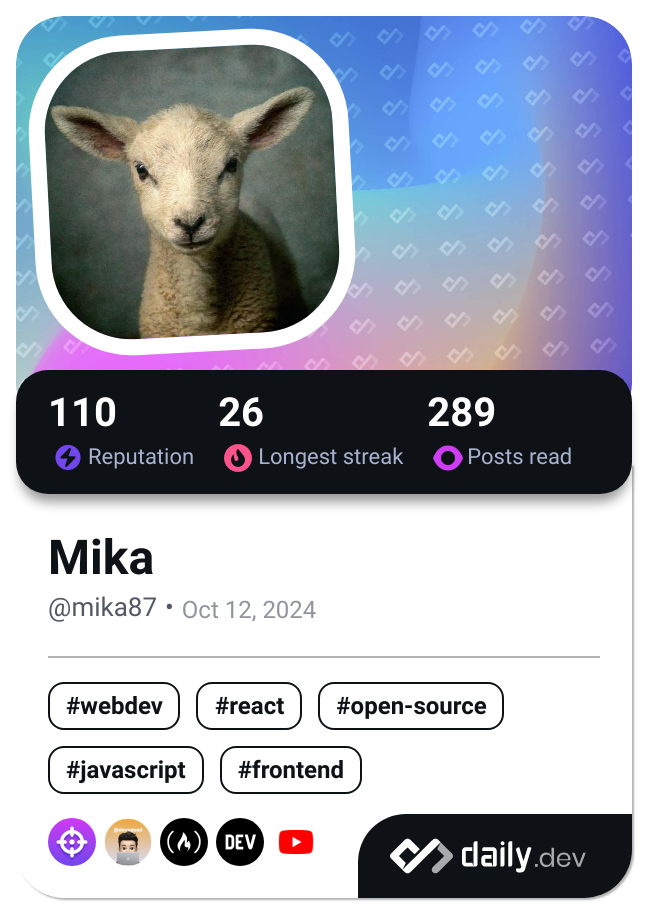 110 26 289
Reputation Longest streak Posts read
Mika
@mika87 • Oct 12, 2024
#webdev #react #open-source
#javascript #frontend
DEV
daily.dev